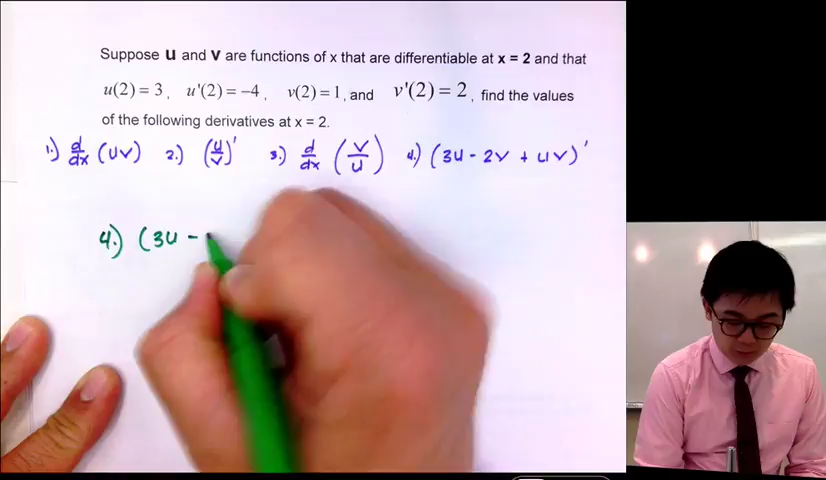 Suppose u and v are functions of x that are differentiable at x = 2 and that
u(2) = 3, u'(2) = −4, v(2) = 1, and v'(2) = 2, find the values
of the following derivatives at x = 2.
1.) d/dx (uv) 2.) (u/v)' 3.) d/dx (v/u) 4.) (3u - 2v + uv)'
4.) (3u -